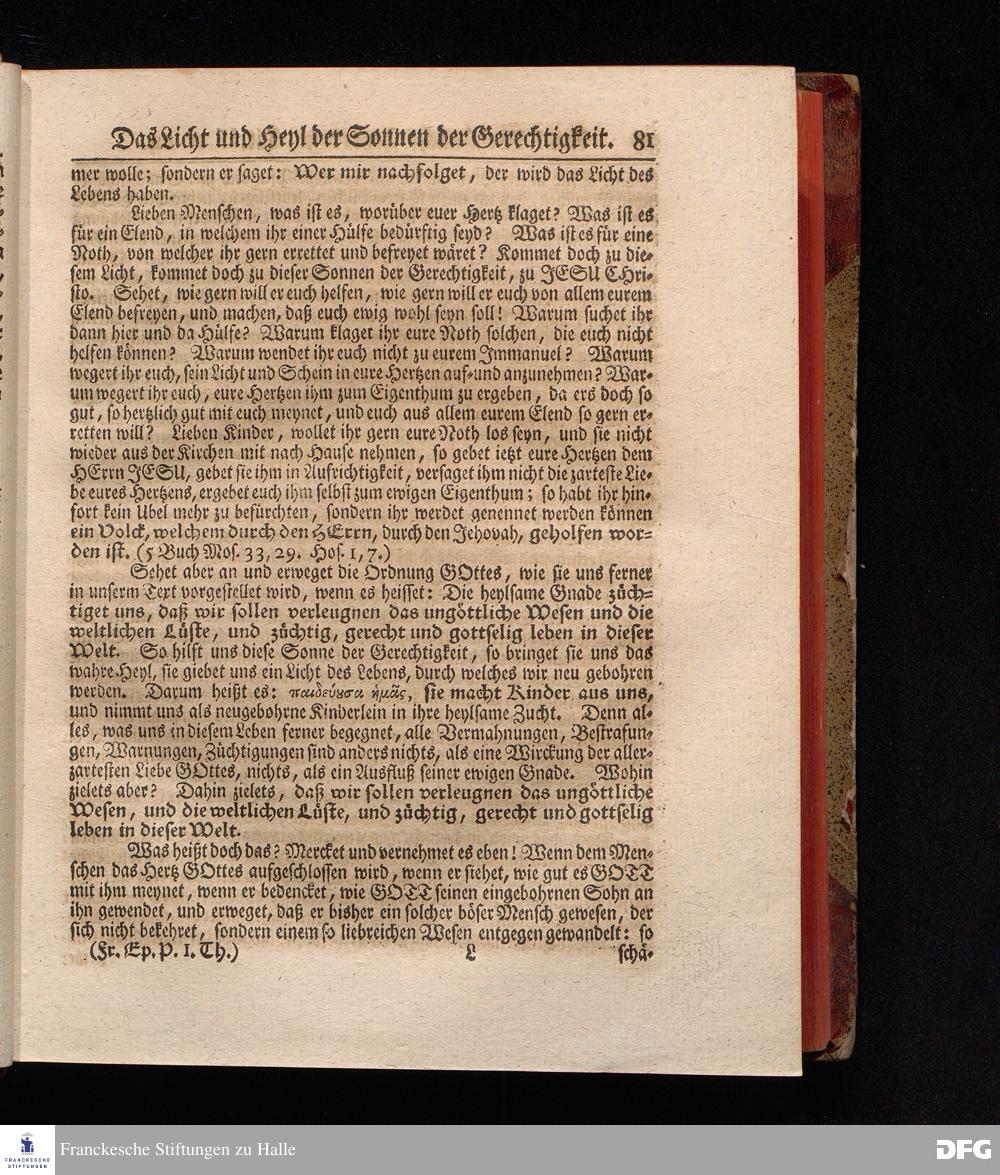 Das Licht und Heyl der Sonnen der Gerechtigkeit. 81
mer wolle; sondern er saget: Wer mir nachfolget, der wird das Licht des
Lebens haben.
Lieben Menschen, was ist es, worüber euer Hertz klaget? Was ist es
für ein Elend, in welchem ihr einer Hülfe bedürftig seyd? Was ist es für eine
Noth, von welcher ihr gern errettet und befreyet wäret? Kommet doch zu die-
sem Licht, kommet doch zu dieser Sonnen der Gerechtigkeit, zu JESU CHri-
sto. Sehet, wie gern will er euch helfen, wie gern will er euch von allem eurem
Elend befreyen, und machen, daß euch ewig wohl seyn soll! Warum suchet ihr
dann hier und da Hülfe? Warum klaget ihr eure Noth solchen, die euch nicht
helfen können? Warum wendet ihr euch nicht zu eurem Immanuel? Warum
wegert ihr euch, sein Licht und Schein in eure Hertzen auf-und anzunehmen? War-
um wegert ihr euch, eure Hertzen ihm zum Eigenthum zu ergeben, da ers doch so
gut, so hertzlich gut mit euch meynet, und euch aus allem eurem Elend so gern er-
retten will? Lieben Kinder, wollet ihr gern eure Noth los seyn, und sie nicht
wieder aus der Kirchen mit nach Hause nehmen, so gebet ietzt eure Hertzen dem
HErrn JESU, gebet sie ihm in Aufrichtigkeit, versaget ihm nicht die zarteste Lie-
be eures Hertzens, ergebet euch ihm selbst zum ewigen Eigenthum; so habt ihr hin-
fort kein Ubel mehr zu befürchten, sondern ihr werdet genennet werden können
ein Volck, welchem durch den HErrn, durch den Jehovah, geholfen wor-
den ist. (5 Buch Mos. 33, 29. Hos. 1, 7.)
Sehet aber an und erweget die Ordnung GOttes, wie sie uns ferner
in unserm Text vorgestellet wird, wenn es heisset: Die heylsame Gnade züch-
tiget uns, daß wir sollen verleugnen das ungöttliche Wesen und die
weltlichen Lüste, und züchtig, gerecht und gottselig leben in dieser
Welt. So hilft uns diese Sonne der Gerechtigkeit, so bringet sie uns das
wahre Heyl, sie giebet uns ein Licht des Lebens, durch welches wir neu gebohren
werden. Darum heißt es: παιδεύȣσα ἡμᾶς, sie macht Kinder aus uns,
und nimmt uns als neugebohrne Kinderlein in ihre heylsame Zucht. Denn al-
les, was uns in diesem Leben ferner begegnet, alle Vermahnungen, Bestrafun-
gen, Warnungen, Züchtigungen sind anders nichts, als eine Wirckung der aller-
zartesten Liebe GOttes, nichts, als ein Ausfluß seiner ewigen Gnade. Wohin
zielets aber? Dahin zielets, daß wir sollen verleugnen das ungöttliche
Wesen, und die weltlichen Lüste, und züchtig, gerecht und gottselig
leben in dieser Welt.
Was heißt doch das? Mercket und vernehmet es eben! Wenn dem Men-
schen das Hertz GOttes aufgeschlossen wird, wenn er siehet, wie gut es GOTT
mit ihm meynet, wenn er bedencket, wie GOTT seinen eingebohrnen Sohn an
ihn gewendet, und erweget, daß er bisher ein solcher böser Mensch gewesen, der
sich nicht bekehret, sondern einem so liebreichen Wesen entgegen gewandelt: so
(Fr. Ep. P. I. Th.) L schä-
FRANCKESCHE
STIFTUNGEN
Franckesche Stiftungen zu Halle
DFG